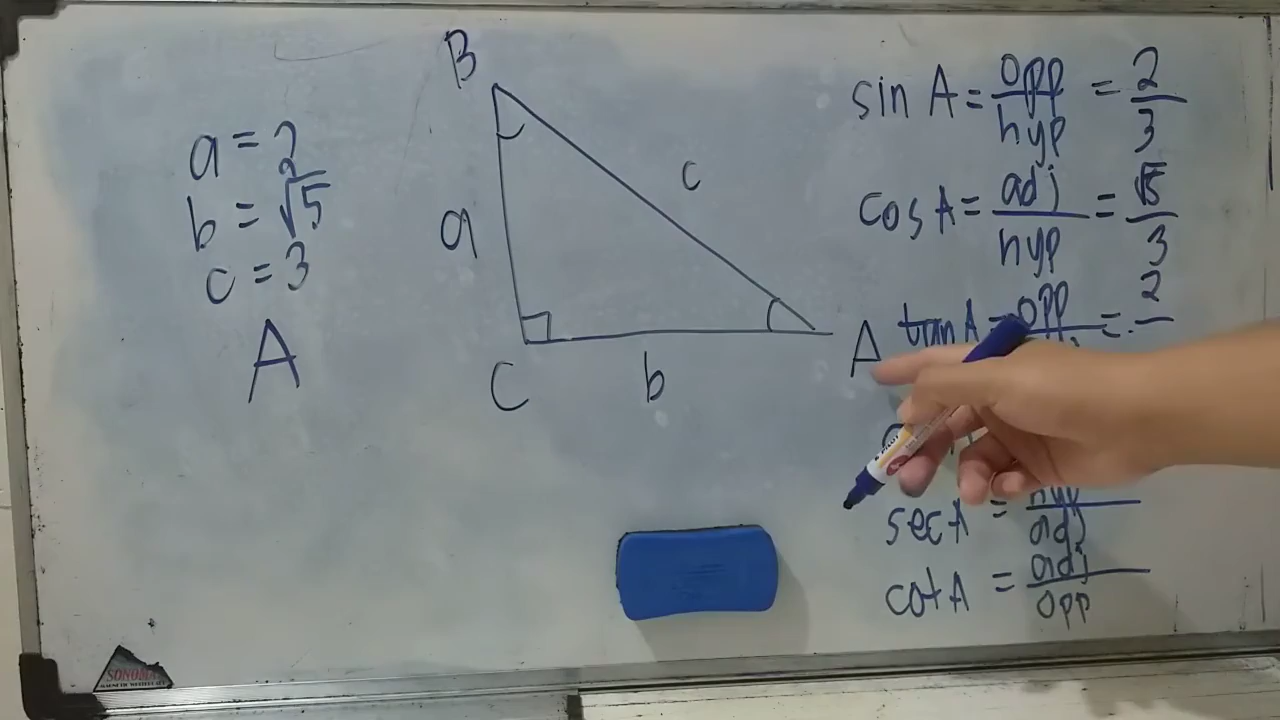 a = 2
b = √5
c = 3
A
B
a
c
C
b
A
sin A = opp/hyp = 2/3
cos A = adj/hyp = √5/3
tan A = opp/ = 2/
sec A = hyp/adj
cot A = adj/opp
SONOMA